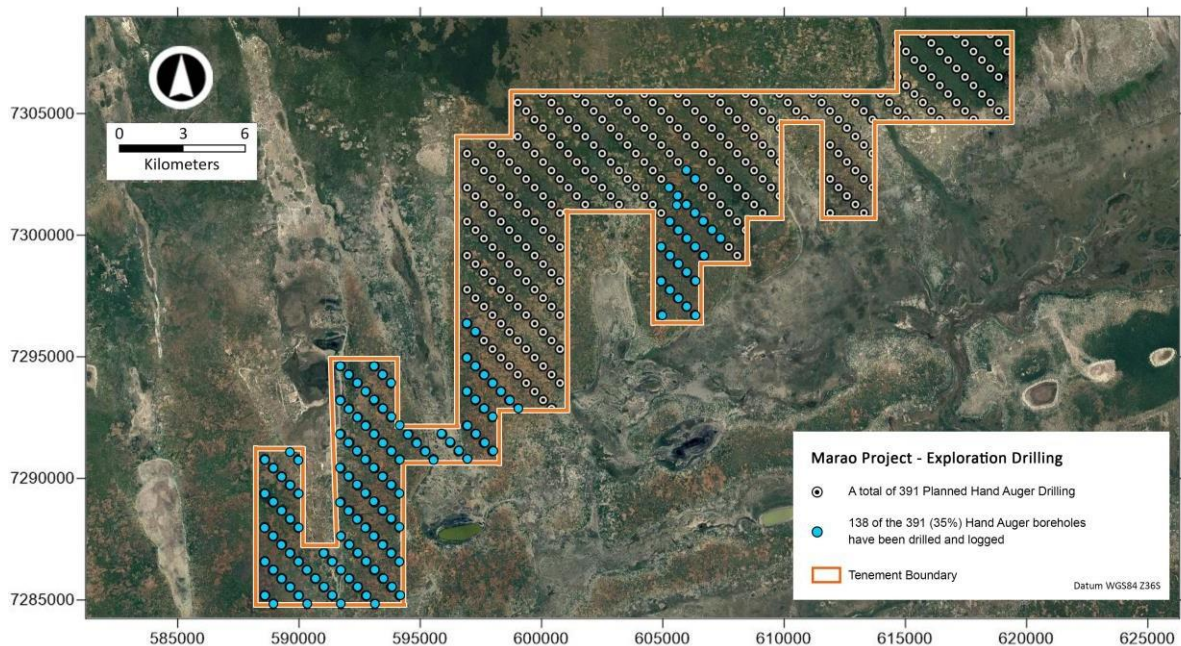 7305000
7300000
7295000
7290000
7285000
0 3 6
Kilometers
Marao Project - Exploration Drilling
A total of 391 Planned Hand Auger Drilling
138 of the 391 (35%) Hand Auger boreholes
have been drilled and logged
Tenement Boundary
Datum WGS84 Z36S
585000 590000 595000 600000 605000 610000 615000 620000 625000